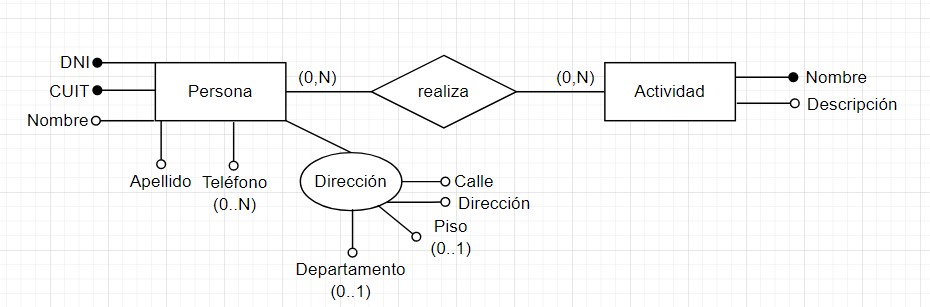 DNI
CUIT
Nombre
Persona
(0,N)
realiza
(0,N)
Actividad
Nombre
Descripción
Apellido
Teléfono
(0..N)
Dirección
Calle
Dirección
Piso
(0..1)
Departamento
(0..1)